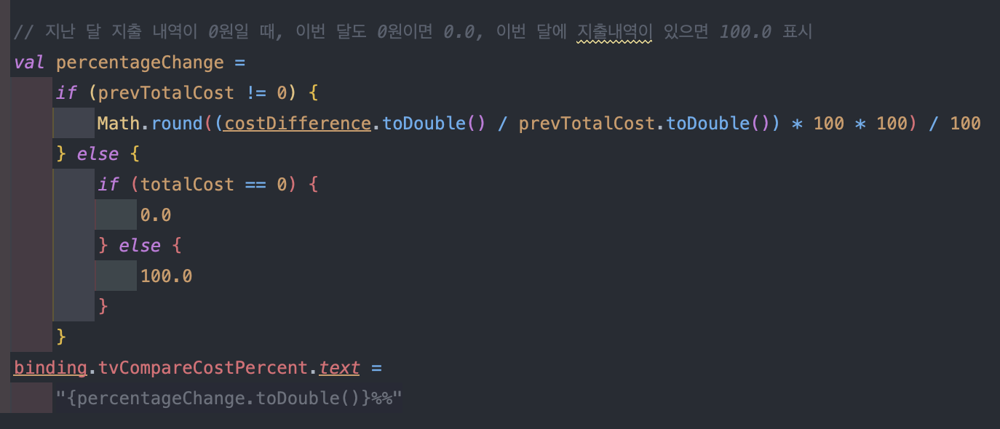 // 지난 달 지출 내역이 0원일 때, 이번 달도 0원이면 0.0, 이번 달에 지출내역이 있으면 100.0 표시
val percentageChange =
if (prevTotalCost != 0) {
Math.round((costDifference.toDouble() / prevTotalCost.toDouble()) * 100 * 100) / 100
} else {
if (totalCost == 0) {
0.0
} else {
100.0
}
}
binding.tvCompareCostPercent.text =
"{percentageChange.toDouble()}%%"